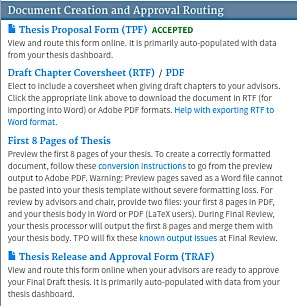 Document Creation and Approval Routing
Thesis Proposal Form (TPF) ACCEPTED
View and route this form online. It is primarily auto-populated with data
from your thesis dashboard.
Draft Chapter Coversheet (RTF) / PDF
Elect to include a coversheet when giving draft chapters to your advisors.
Click the appropriate link above to download the document in RTF (for
importing into Word) or Adobe PDF formats. Help with exporting RTF to
Word format.
First 8 Pages of Thesis
Preview the first 8 pages of your thesis. To create a correctly formatted
document, follow these conversion instructions to go from the preview
output to Adobe PDF. Warning: Preview pages saved as a Word file cannot
be pasted into your thesis template without severe formatting loss. For
review by advisors and chair, provide two files: your first 8 pages in PDF,
and your thesis body in Word or PDF (LaTeX users). During Final Review,
your thesis processor will output the first 8 pages and merge them with
your thesis body. TPO will fix these known output issues at Final Review.
Thesis Release and Approval Form (TRAF)
View and route this form online when your advisors are ready to approve
your Final Draft thesis. It is primarily auto-populated with data from your
thesis dashboard.